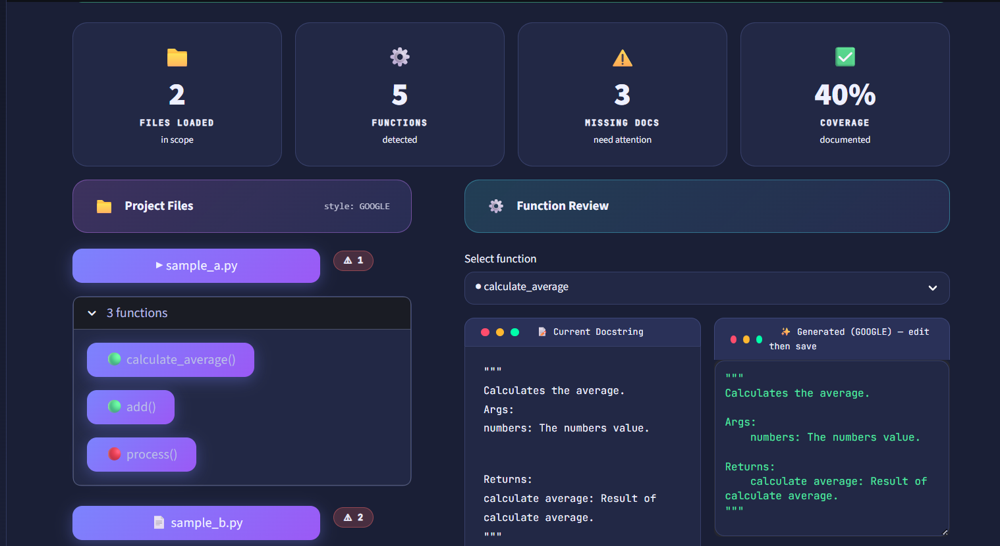 2
FILES LOADED
in scope
5
FUNCTIONS
detected
3
MISSING DOCS
need attention
40%
COVERAGE
documented
Project Files
style: GOOGLE
sample_a.py
1
3 functions
calculate_average()
add()
process()
sample_b.py
2
Function Review
Select function
calculate_average
Current Docstring
"""
Calculates the average.
Args:
numbers: The numbers value.
Returns:
calculate average: Result of
calculate average.
"""
Generated (GOOGLE) — edit
then save
"""
Calculates the average.
Args:
numbers: The numbers value.
Returns:
calculate average: Result of
calculate average.
"""